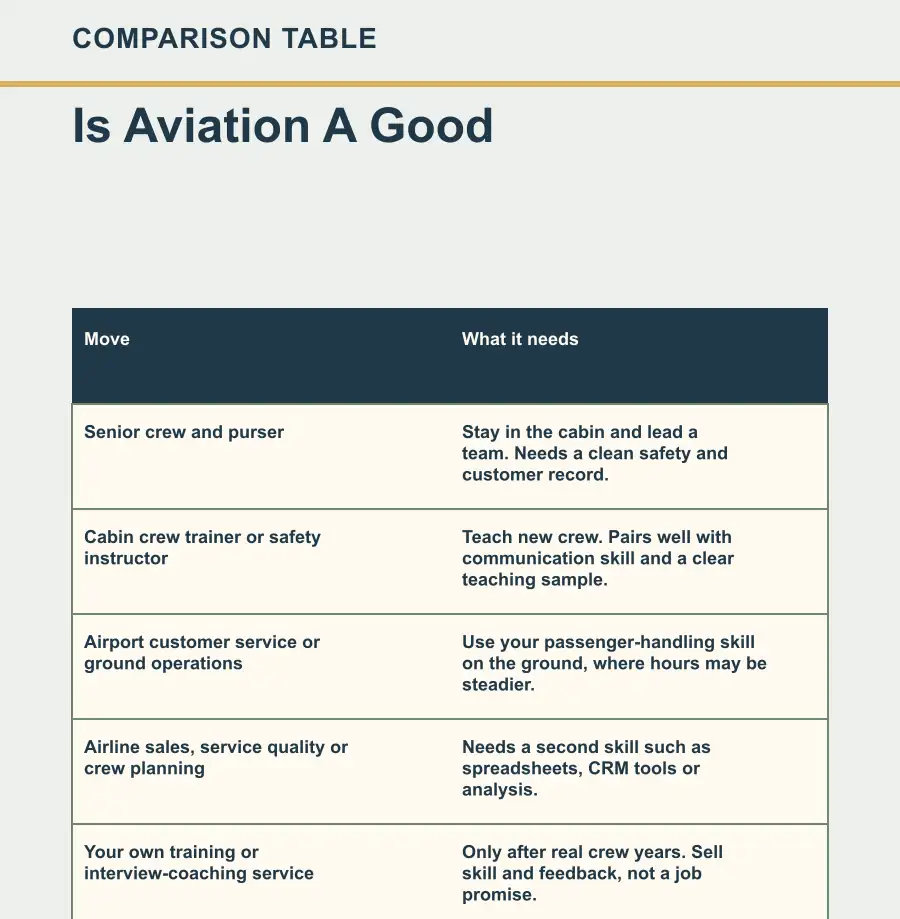 COMPARISON TABLE
Is Aviation A Good
Move
What it needs
Senior crew and purser
Stay in the cabin and lead a
team. Needs a clean safety and
customer record.
Cabin crew trainer or safety
instructor
Teach new crew. Pairs well with
communication skill and a clear
teaching sample.
Airport customer service or
ground operations
Use your passenger-handling skill
on the ground, where hours may be
steadier.
Airline sales, service quality or
crew planning
Needs a second skill such as
spreadsheets, CRM tools or
analysis.
Your own training or
interview-coaching service
Only after real crew years. Sell
skill and feedback, not a job
promise.